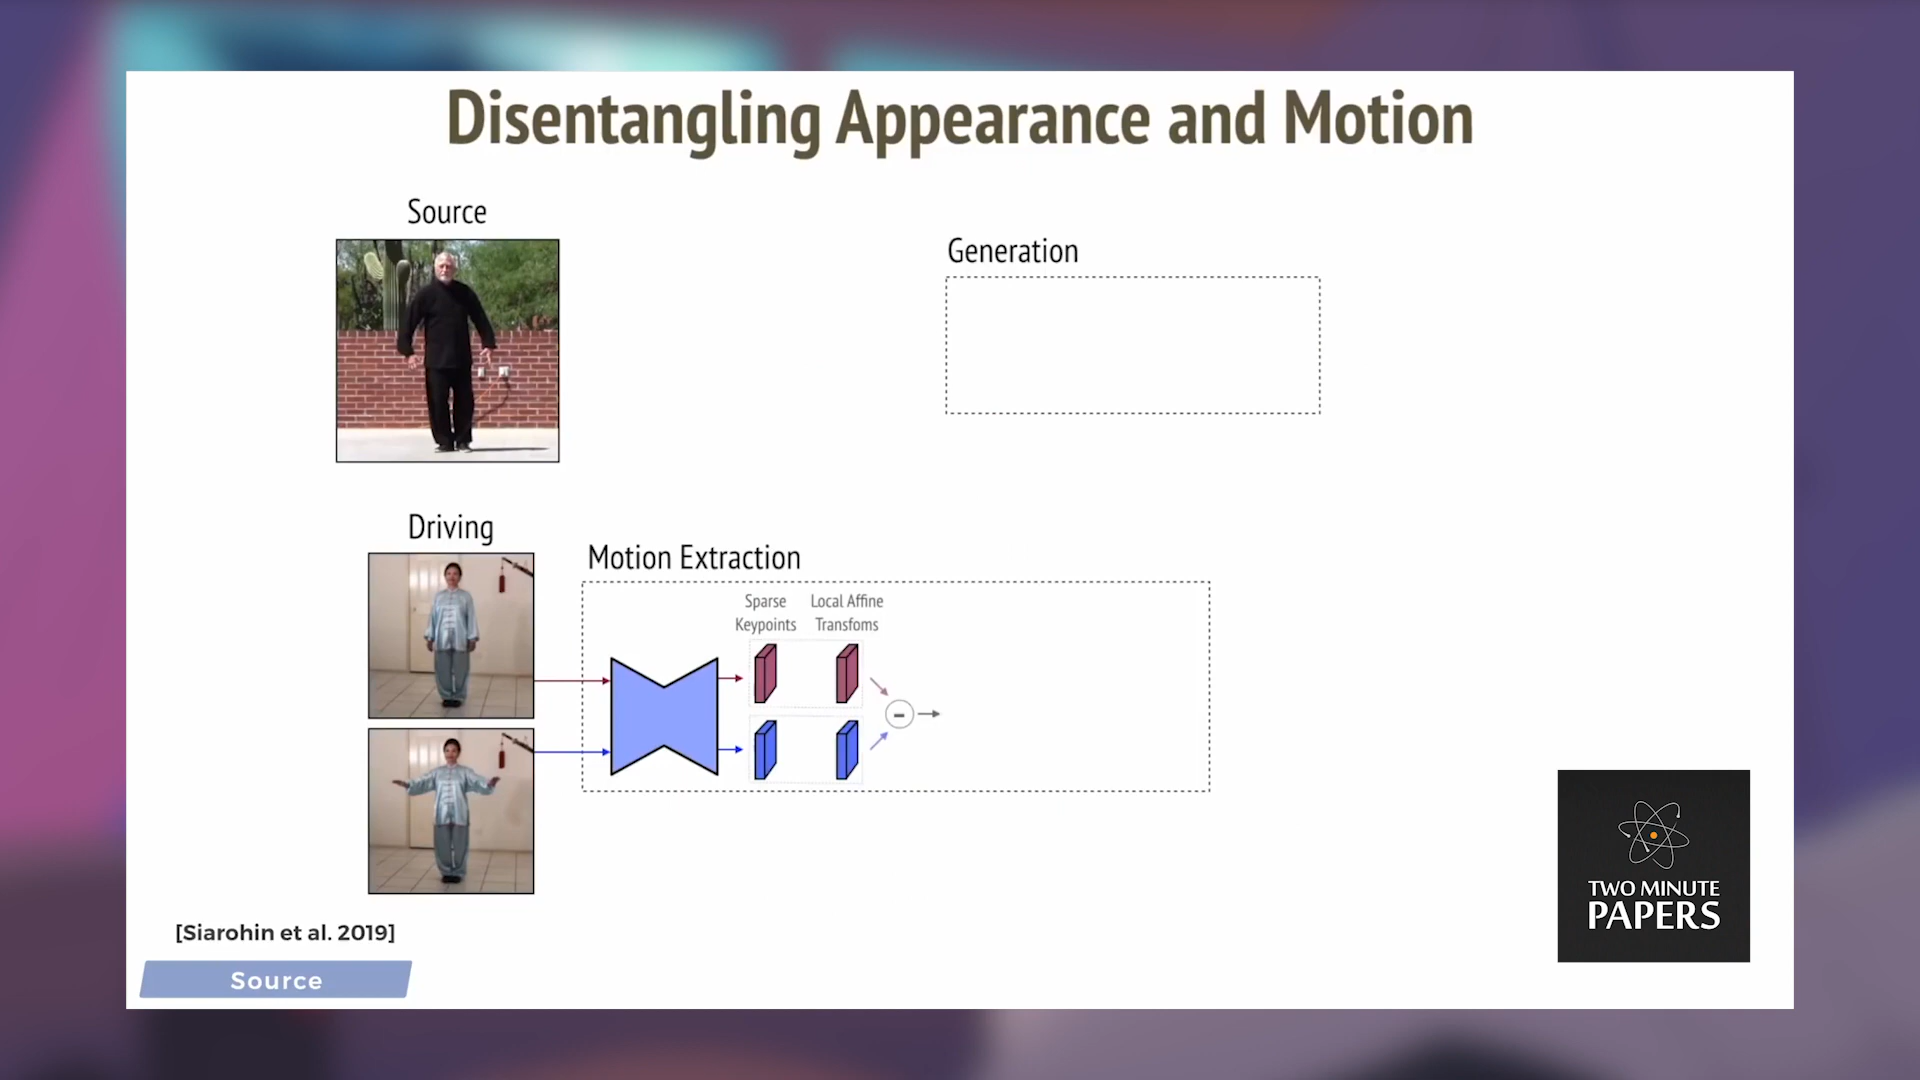 Disentangling Appearance and Motion
Source
Generation
Driving
Motion Extraction
Sparse
Keypoints
Local Affine
Transfoms
-
[Siarohin et al. 2019]
Source
TWO MINUTE
PAPERS